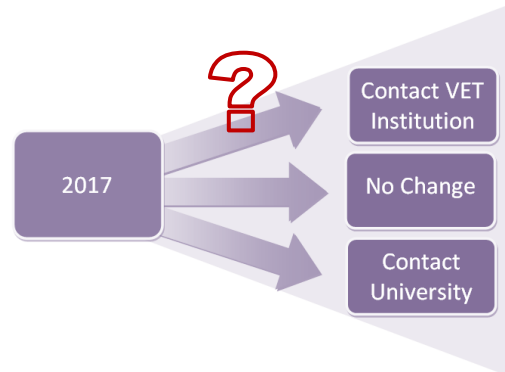 ?
Contact VET
Institution
2017
No Change
Contact
University